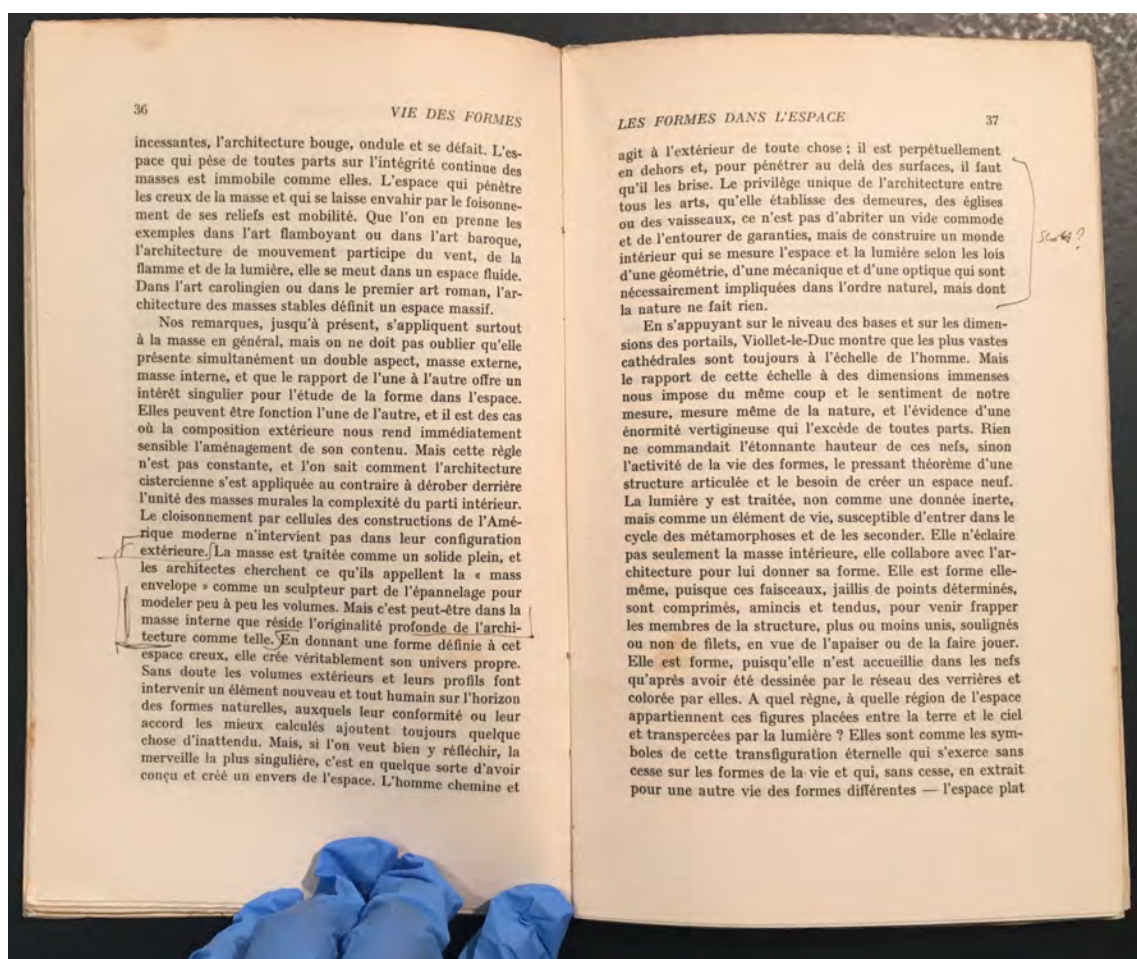 36
VIE DES FORMES
incessantes, l'architecture bouge, ondule et se défait. L'es-
pace qui pèse de toutes parts sur l'intégrité continue des
masses est immobile comme elles. L'espace qui pénètre
les creux de la masse et qui se laisse envahir par le foisonne-
ment de ses reliefs est mobilité. Que l'on en prenne les
exemples dans l'art flamboyant ou dans l'art baroque,
l'architecture de mouvement participe du vent, de la
flamme et de la lumière, elle se meut dans un espace fluide.
Dans l'art carolingien ou dans le premier art roman, l'ar-
chitecture des masses stables définit un espace massif.
Nos remarques, jusqu'à présent, s'appliquent surtout
à la masse en général, mais on ne doit pas oublier qu'elle
présente simultanément un double aspect, masse externe,
masse interne, et que le rapport de l'une à l'autre offre un
intérêt singulier pour l'étude de la forme dans l'espace.
Elles peuvent être fonction l'une de l'autre, et il est des cas
où la composition extérieure nous rend immédiatement
sensible l'aménagement de son contenu. Mais cette règle
n'est pas constante, et l'on sait comment l'architecture
cistercienne s'est appliquée au contraire à dérober derrière
l'unité des masses murales la complexité du parti intérieur.
Le cloisonnement par cellules des constructions de l'Amé-
rique moderne n'intervient pas dans leur configuration
extérieure. La masse est traitée comme un solide plein, et
les architectes cherchent ce qu'ils appellent la « mass
envelope » comme un sculpteur part de l'épannelage pour
modeler peu à peu les volumes. Mais c'est peut-être dans la
masse interne que réside l'originalité profonde de l'archi-
tecture comme telle. En donnant une forme définie à cet
espace creux, elle crée véritablement son univers propre.
Sans doute les volumes extérieurs et leurs profils font
intervenir un élément nouveau et tout humain sur l'horizon
des formes naturelles, auxquels leur conformité ou leur
accord les mieux calculés ajoutent toujours quelque
chose d'inattendu. Mais, si l'on veut bien y réfléchir, la
merveille la plus singulière, c'est en quelque sorte d'avoir
conçu et créé un envers de l'espace. L'homme chemine et
LES FORMES DANS L'ESPACE
37
agit à l'extérieur de toute chose ; il est perpétuellement
en dehors et, pour pénétrer au delà des surfaces, il faut
qu'il les brise. Le privilège unique de l'architecture entre
tous les arts, qu'elle établisse des demeures, des églises
ou des vaisseaux, ce n'est pas d'abriter un vide commode
et de l'entourer de garanties, mais de construire un monde
intérieur qui se mesure l'espace et la lumière selon les lois
d'une géométrie, d'une mécanique et d'une optique qui sont
nécessairement impliquées dans l'ordre naturel, mais dont
la nature ne fait rien.
En s'appuyant sur le niveau des bases et sur les dimen-
sions des portails, Viollet-le-Duc montre que les plus vastes
cathédrales sont toujours à l'échelle de l'homme. Mais
le rapport de cette échelle à des dimensions immenses
nous impose du même coup et le sentiment de notre
mesure, mesure même de la nature, et l'évidence d'une
énormité vertigineuse qui l'excède de toutes parts. Rien
ne commandait l'étonnante hauteur de ces nefs, sinon
l'activité de la vie des formes, le pressant théorème d'une
structure articulée et le besoin de créer un espace neuf.
La lumière y est traitée, non comme une donnée inerte,
mais comme un élément de vie, susceptible d'entrer dans le
cycle des métamorphoses et de les seconder. Elle n'éclaire
pas seulement la masse intérieure, elle collabore avec l'ar-
chitecture pour lui donner sa forme. Elle est forme elle-
même, puisque ces faisceaux, jaillis de points déterminés,
sont comprimés, amincis et tendus, pour venir frapper
les membres de la structure, plus ou moins unis, soulignés
ou non de filets, en vue de l'apaiser ou de la faire jouer.
Elle est forme, puisqu'elle n'est accueillie dans les nefs
qu'après avoir été dessinée par le réseau des verrières et
colorée par elles. A quel règne, à quelle région de l'espace
appartiennent ces figures placées entre la terre et le ciel
et transpercées par la lumière ? Elles sont comme les sym-
boles de cette transfiguration éternelle qui s'exerce sans
cesse sur les formes de la vie et qui, sans cesse, en extrait
pour une autre vie des formes différentes — l'espace plat